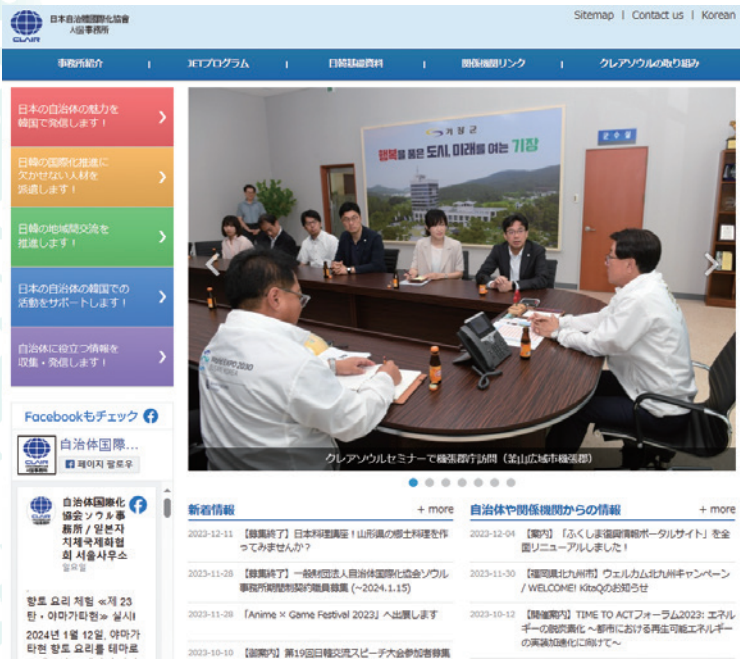 CLAIR
Sitemap | Contact us | Korean
事務所紹介 | JETプログラム | 日韓基礎資料 | 関係機関リンク | クレアソウルの取り組み
日本の自治体の魅力を
韓国で発信します！
日韓の国際化推進に
欠かせない人材を
派遣します！
日韓の地域間交流を
推進します！
日本の自治体の韓国での
活動をサポートします！
自治体に役立つ情報を
収集・発信します！
기장군
행복을 품은 도시, 미래를 여는 기장
군수실
クレアソウルセミナーで機張郡庁訪問（釜山広域市機張郡）
Facebookもチェック
自治体国際...
페이지 팔로우
自治体国際化
協会ソウル事
務所 / 일본자
치체국제화협
회 서울사무소
일요일
향토 요리 체험 ≪제 23
탄・야마가타현≫ 실시!
2024년 1월 12일, 야마가
타현 향토 요리를 테마로
新着情報
+ more
2023-12-11 【募集終了】日本料理講座！山形県の郷土料理を作
ってみませんか？
2023-11-28 【募集終了】一般財団法人自治体国際化協会ソウル
事務所期間制契約職員募集 (~2024.1.15)
2023-11-28 「Anime × Game Festival 2023」へ出展します
2023-10-10 【御案内】第19回日韓交流スピーチ大会参加者募集
自治体や関係機関からの情報
+ more
2023-12-04 【案内】「ふくしま復興情報ポータルサイト」を全
面リニューアルしました！
2023-11-30 【福岡県北九州市】ウェルカム北九州キャンペーン
/ WELCOME! KitaQのお知らせ
2023-10-12 【開催案内】TIME TO ACTフォーラム2023: エネル
ギーの脱炭素化 ～都市における再生可能エネルギー
の実装加速化に向けて～